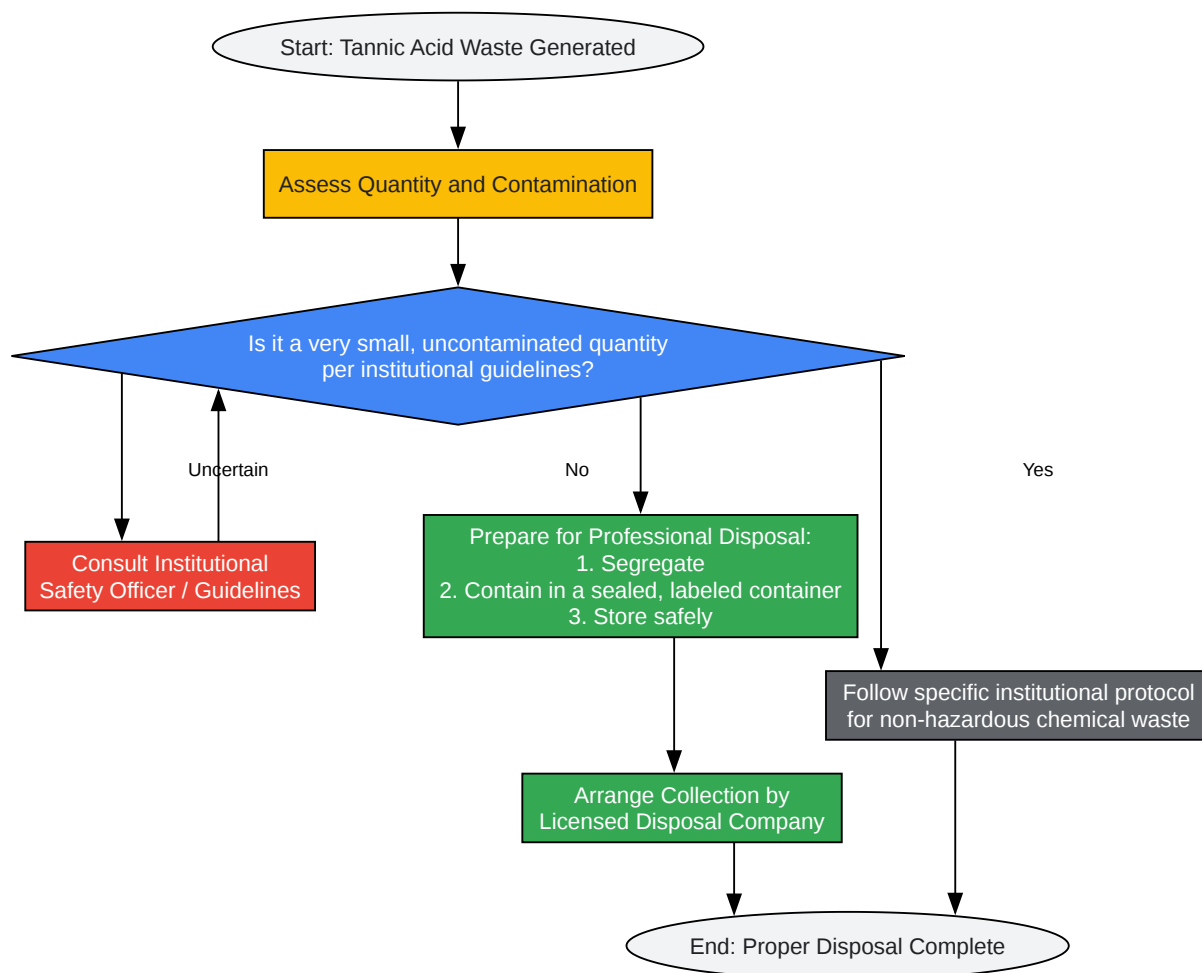 Start: Tannic Acid Waste Generated
Assess Quantity and Contamination
Is it a very small, uncontaminated quantity
per institutional guidelines?
Uncertain
No
Yes
Consult Institutional
Safety Officer / Guidelines
Prepare for Professional Disposal:
1. Segregate
2. Contain in a sealed, labeled container
3. Store safely
Follow specific institutional protocol
for non-hazardous chemical waste
Arrange Collection by
Licensed Disposal Company
End: Proper Disposal Complete